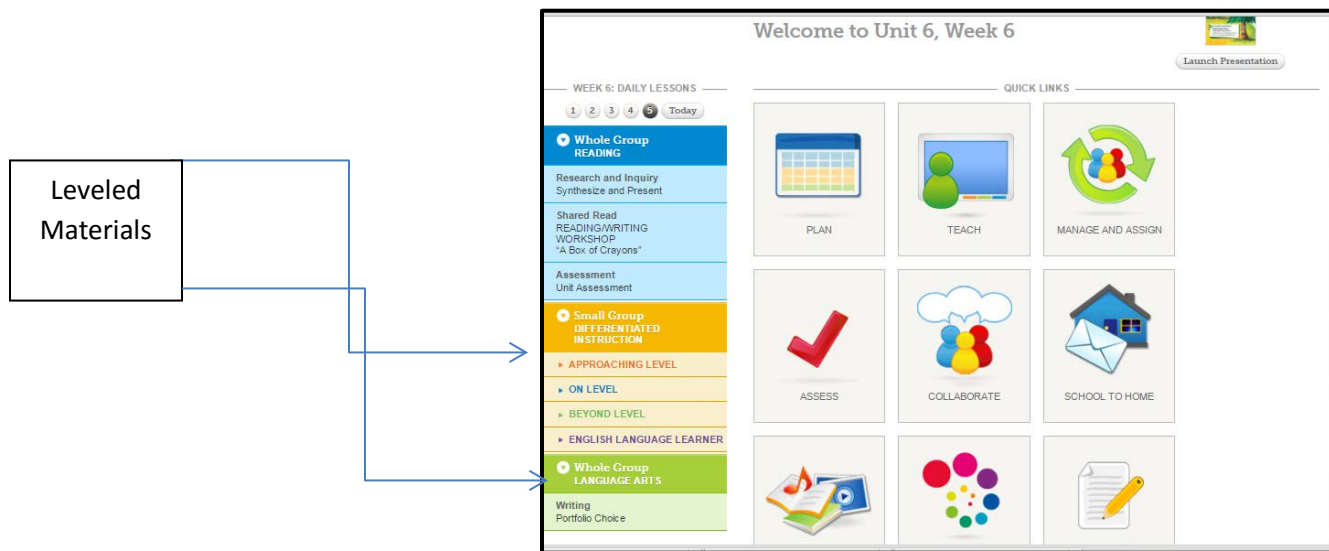 Leveled
Materials
Welcome to Unit 6, Week 6
Launch Presentation
WEEK 6: DAILY LESSONS
1 2 3 4 5 Today
Whole Group
READING
Research and Inquiry
Synthesize and Present
Shared Read
READING/WRITING
WORKSHOP
"A Box of Crayons"
Assessment
Unit Assessment
Small Group
DIFFERENTIATED
INSTRUCTION
APPROACHING LEVEL
ON LEVEL
BEYOND LEVEL
ENGLISH LANGUAGE LEARNER
Whole Group
LANGUAGE ARTS
Writing
Portfolio Choice
QUICK LINKS
PLAN
TEACH
MANAGE AND ASSIGN
ASSESS
COLLABORATE
SCHOOL TO HOME